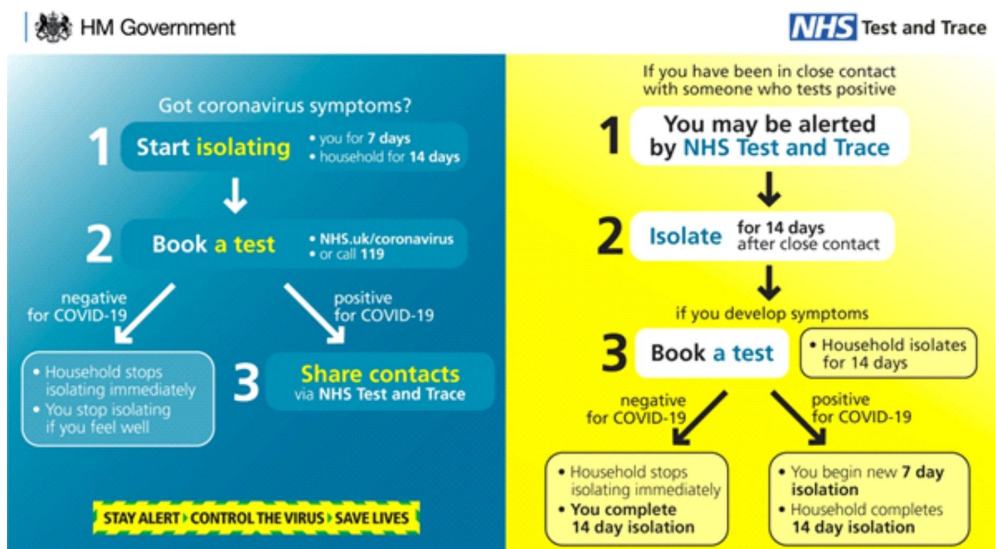 HM Government
NHS Test and Trace
Got coronavirus symptoms?
1
Start isolating
• you for 7 days
• household for 14 days
2
Book a test
• NHS.uk/coronavirus
• or call 119
negative
for COVID-19
positive
for COVID-19
• Household stops
isolating immediately
• You stop isolating
if you feel well
3
Share contacts
via NHS Test and Trace
STAY ALERT CONTROL THE VIRUS SAVE LIVES
If you have been in close contact
with someone who tests positive
1
You may be alerted
by NHS Test and Trace
2
Isolate
for 14 days
after close contact
if you develop symptoms
3
Book a test
• Household isolates
for 14 days
negative
for COVID-19
positive
for COVID-19
• Household stops
isolating immediately
• You complete
14 day isolation
• You begin new 7 day
isolation
• Household completes
14 day isolation